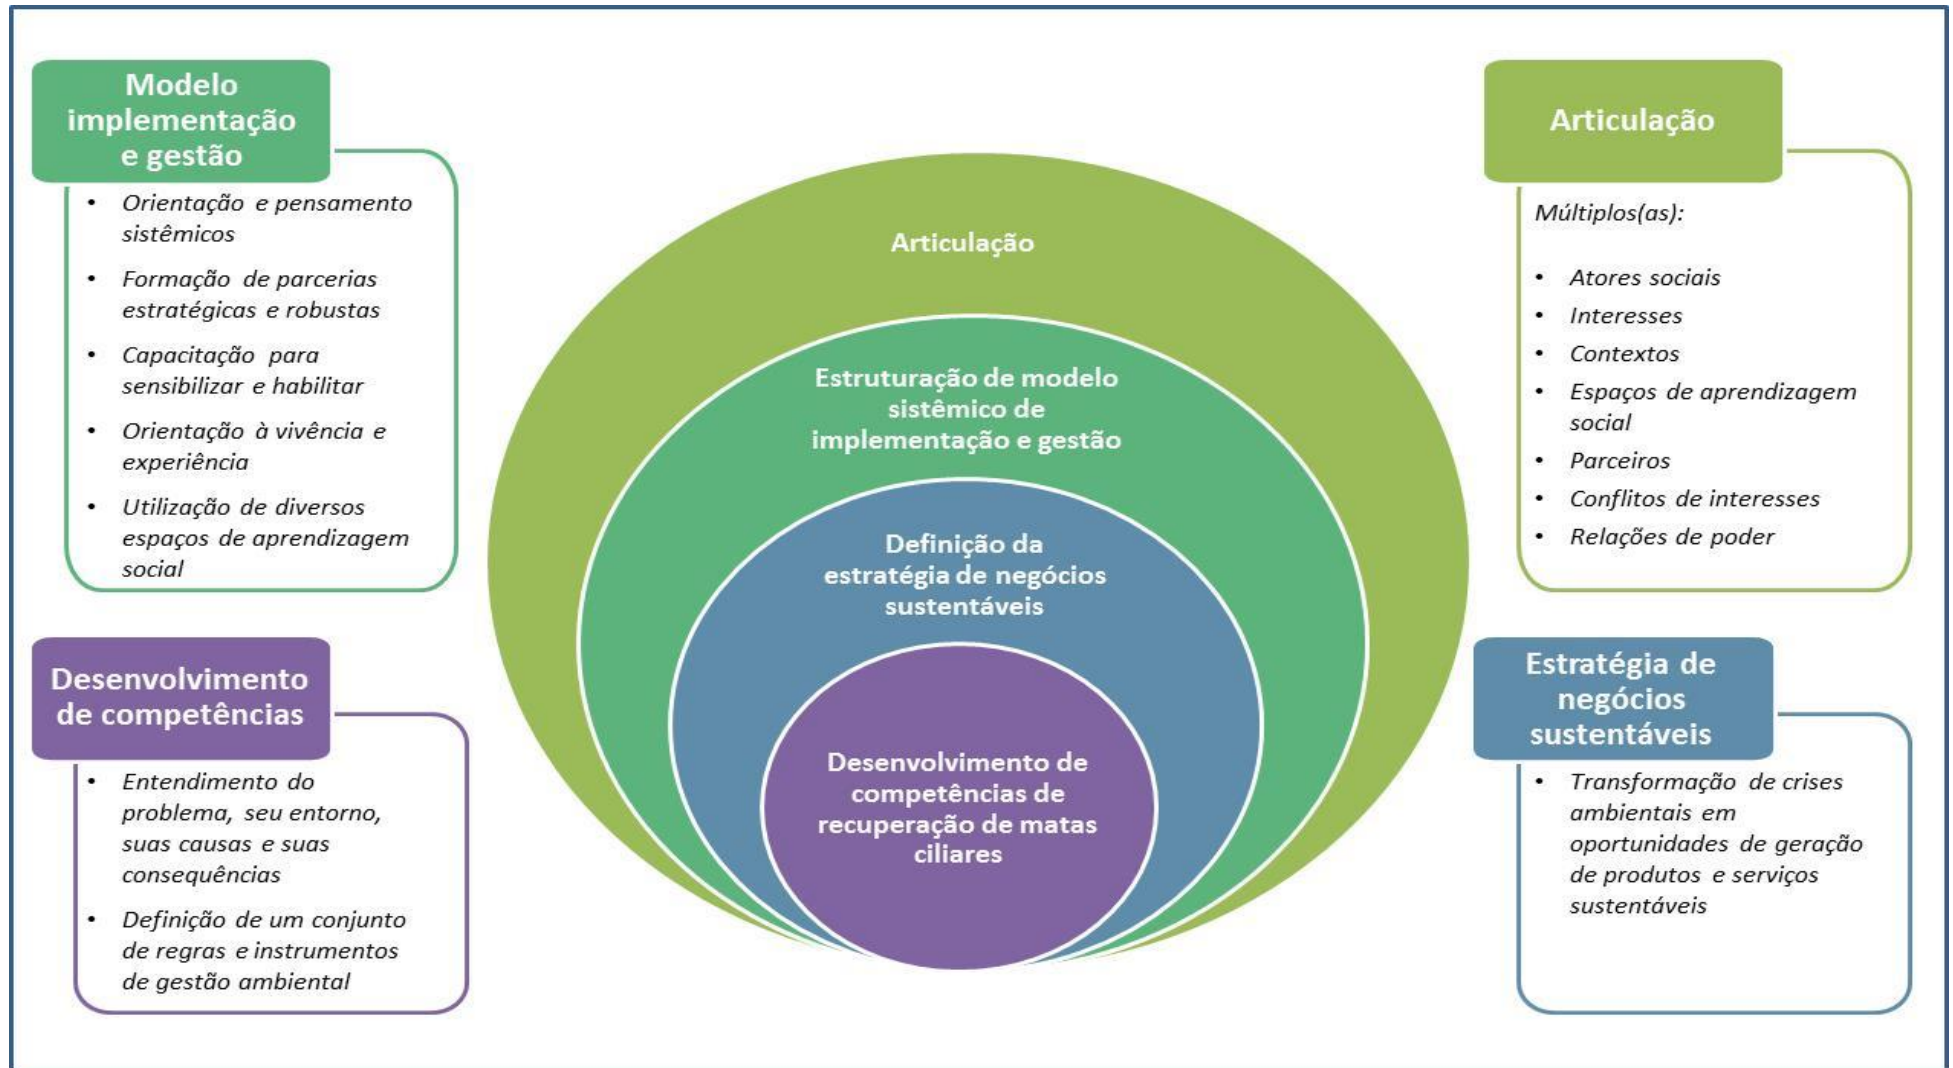 Modelo
implementação
e gestão
• Orientação e pensamento
sistêmicos
• Formação de parcerias
estratégicas e robustas
• Capacitação para
sensibilizar e habilitar
• Orientação à vivência e
experiência
• Utilização de diversos
espaços de aprendizagem
social
Desenvolvimento
de competências
• Entendimento do
problema, seu entorno,
suas causas e suas
consequências
• Definição de um conjunto
de regras e instrumentos
de gestão ambiental
Articulação
Estruturação de modelo
sistêmico de
implementação e gestão
Definição da
estratégia de negócios
sustentáveis
Desenvolvimento de
competências de
recuperação de matas
ciliares
Articulação
Múltiplos(as):
• Atores sociais
• Interesses
• Contextos
• Espaços de aprendizagem
social
• Parceiros
• Conflitos de interesses
• Relações de poder
Estratégia de
negócios
sustentáveis
• Transformação de crises
ambientais em
oportunidades de geração
de produtos e serviços
sustentáveis